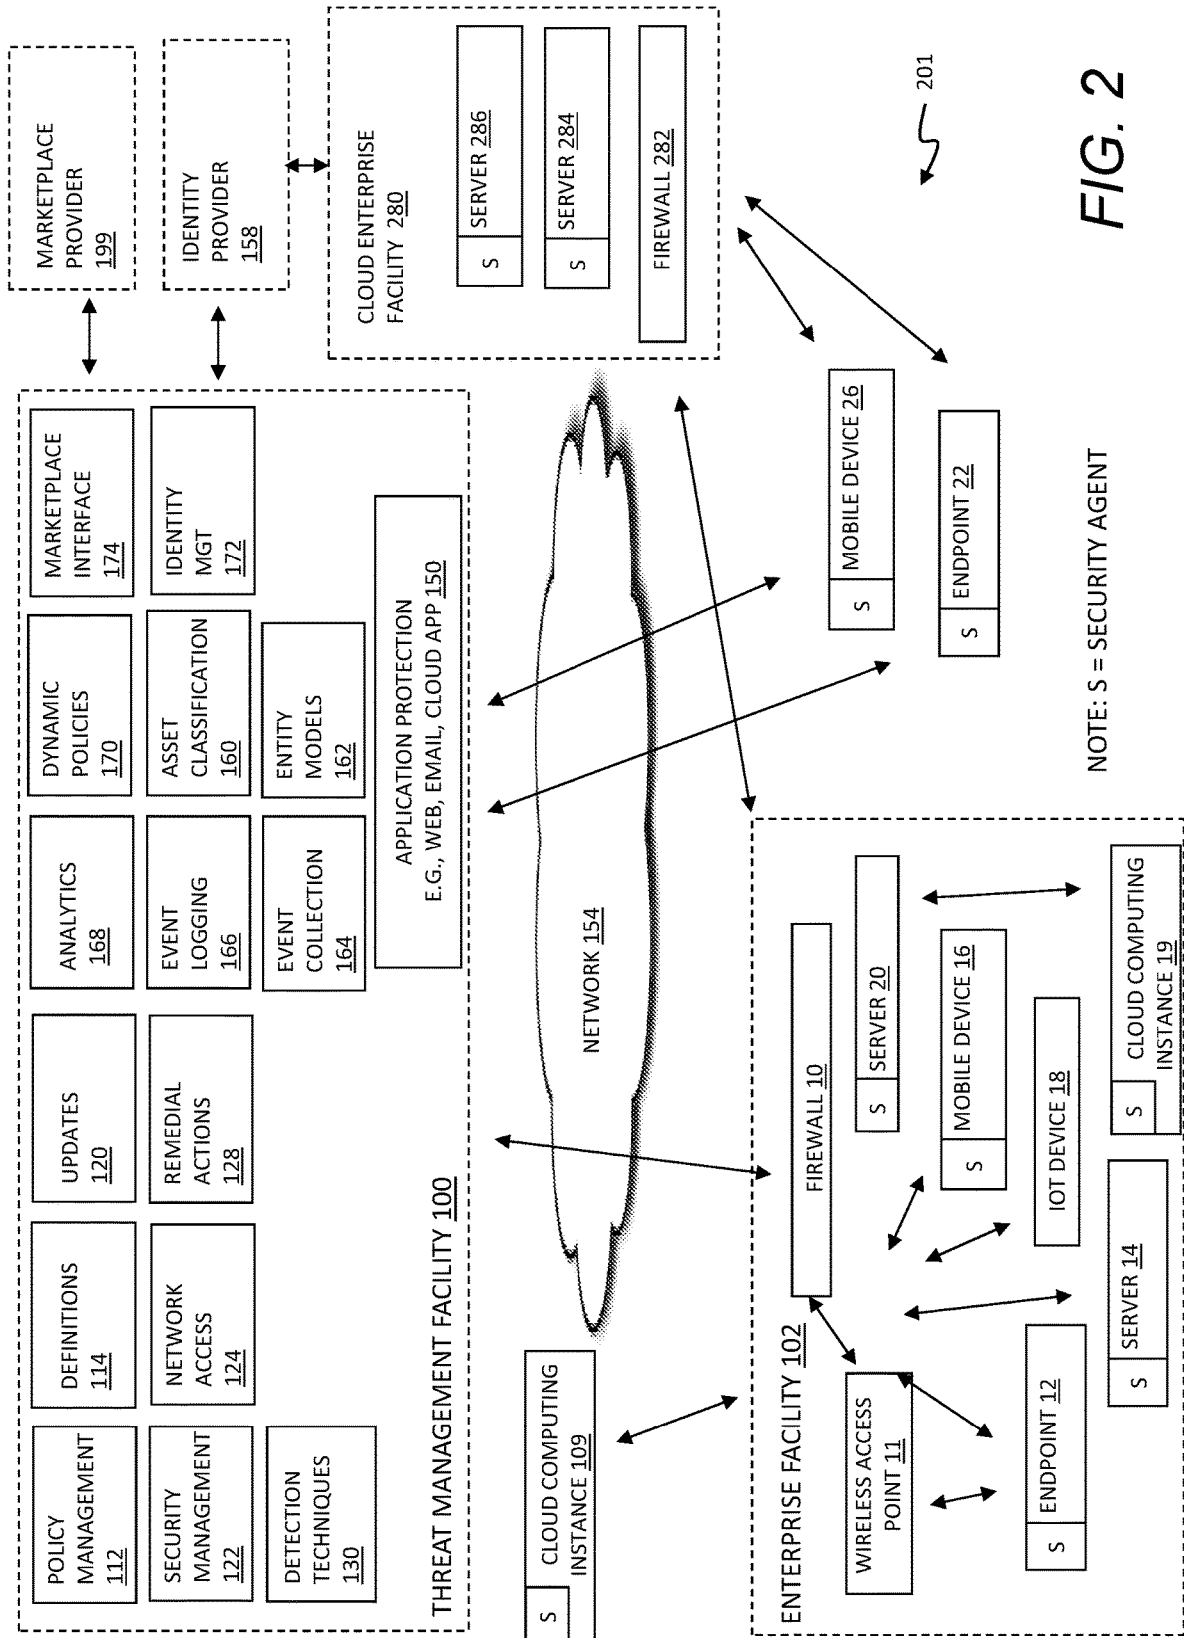 POLICY
MANAGEMENT
112
DEFINITIONS
114
UPDATES
120
ANALYTICS
168
DYNAMIC
POLICIES
170
MARKETPLACE
INTERFACE
174
MARKETPLACE
PROVIDER
199
SECURITY
MANAGEMENT
122
NETWORK
ACCESS
124
REMEDIAL
ACTIONS
128
EVENT
LOGGING
166
ASSET
CLASSIFICATION
160
IDENTITY
MGT
172
IDENTITY
PROVIDER
158
DETECTION
TECHNIQUES
130
EVENT
COLLECTION
164
ENTITY
MODELS
162
APPLICATION PROTECTION
E.G., WEB, EMAIL, CLOUD APP 150
THREAT MANAGEMENT FACILITY 100
CLOUD ENTERPRISE
FACILITY 280
S SERVER 286
S SERVER 284
FIREWALL 282
S
CLOUD COMPUTING
INSTANCE 109
NETWORK 154
ENTERPRISE FACILITY 102
FIREWALL 10
WIRELESS ACCESS
POINT 11
S SERVER 20
S MOBILE DEVICE 16
IOT DEVICE 18
S ENDPOINT 12
S SERVER 14
S
CLOUD COMPUTING
INSTANCE 19
S MOBILE DEVICE 26
S ENDPOINT 22
201
NOTE: S = SECURITY AGENT
FIG. 2